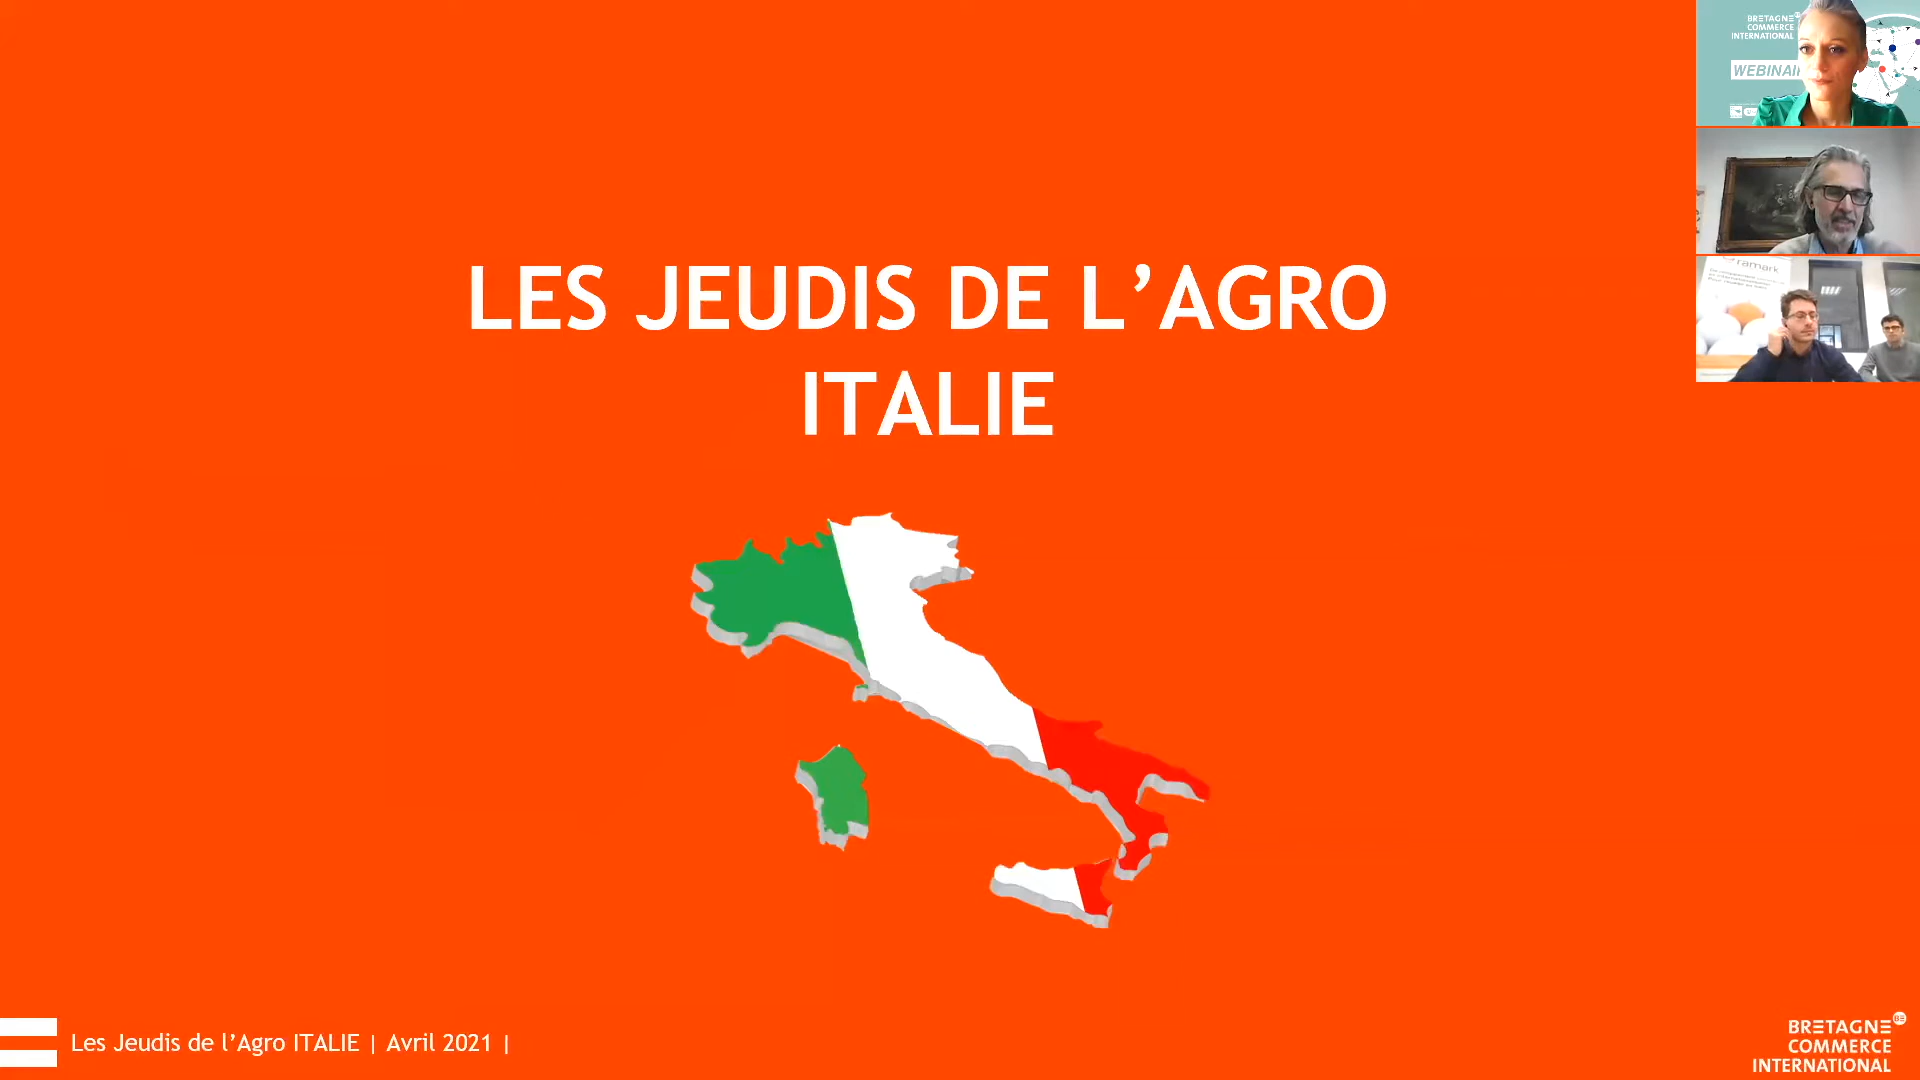 LES JEUDIS DE L’AGRO
ITALIE
Les Jeudis de l’Agro ITALIE | Avril 2021 |
BRETAGNE BE
COMMERCE
INTERNATIONAL
BRETAGNE
COMMERCE
INTERNATIONAL
ramark